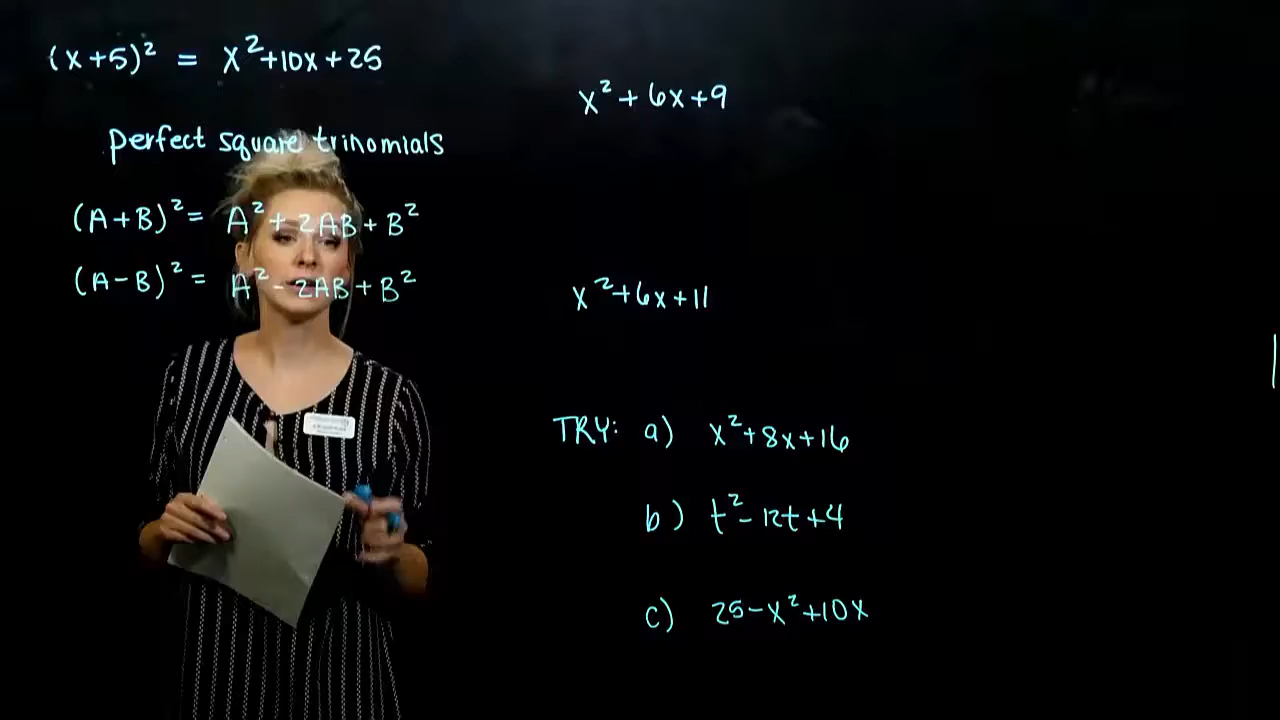 (x+5)² = x²+10x+25
perfect square trinomials
(A+B)² = A² + 2AB + B²
(A-B)² = A² - 2AB + B²
x² + 6x + 9
x² + 6x + 11
TRY: a) x² + 8x + 16
b) t² - 12t + 4
c) 25 - x² + 10x